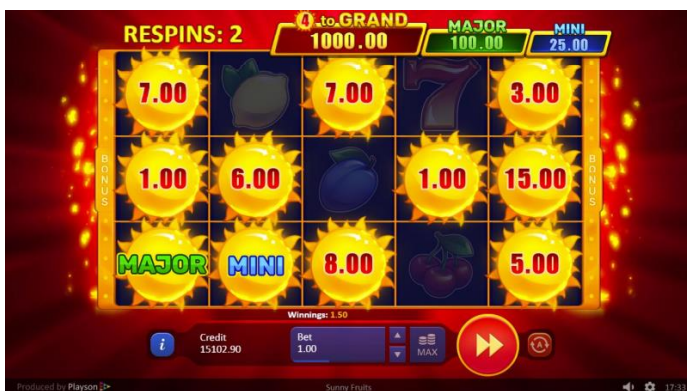 RESPINS: 2
4 to GRAND
1000.00
MAJOR
100.00
MINI
25.00
7.00
7.00
3.00
BONUS
1.00
6.00
1.00
15.00
BONUS
MAJOR
MINI
8.00
5.00
Winnings: 1.50
i
Credit
15102.90
Bet
1.00
MAX
A
Produced by Playson
Sunny Fruits
17:33